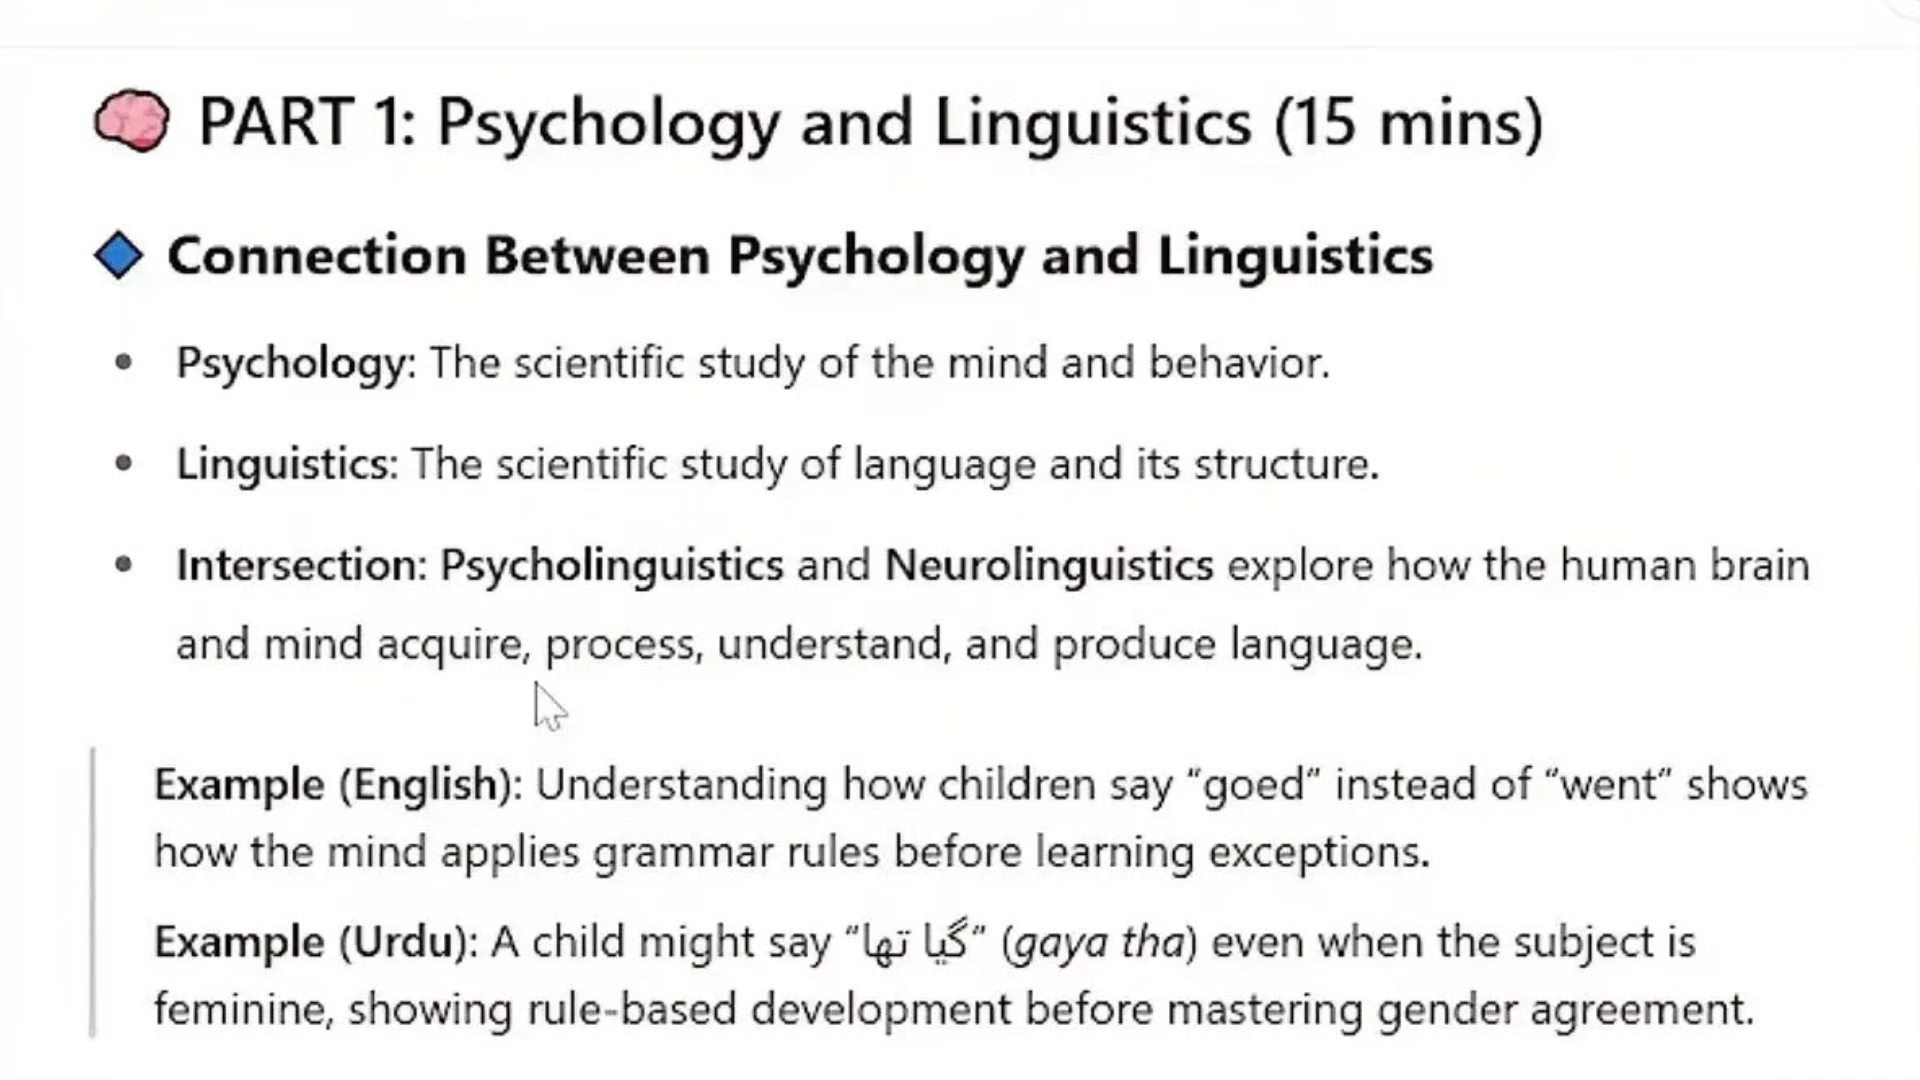 🧠 PART 1: Psychology and Linguistics (15 mins)
🔷 Connection Between Psychology and Linguistics
• Psychology: The scientific study of the mind and behavior.
• Linguistics: The scientific study of language and its structure.
• Intersection: Psycholinguistics and Neurolinguistics explore how the human brain
and mind acquire, process, understand, and produce language.
Example (English): Understanding how children say “goed” instead of “went” shows
how the mind applies grammar rules before learning exceptions.
Example (Urdu): A child might say “گیا تھا” (gaya tha) even when the subject is
feminine, showing rule-based development before mastering gender agreement.